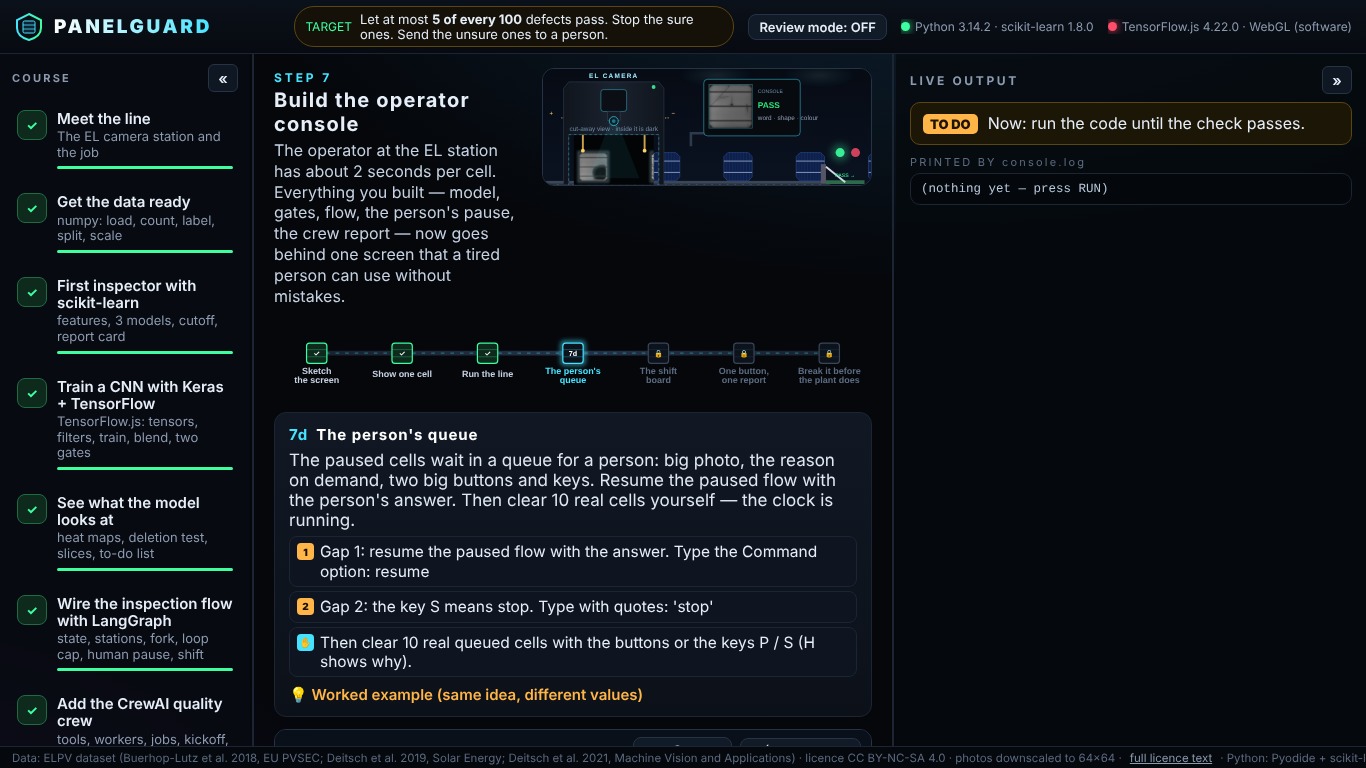 PANELGUARD
TARGET
Let at most 5 of every 100 defects pass. Stop the sure
ones. Send the unsure ones to a person.
Review mode: OFF
Python 3.14.2 · scikit-learn 1.8.0
TensorFlow.js 4.22.0 · WebGL (software)
COURSE
«
Meet the line
The EL camera station and
the job
Get the data ready
numpy: load, count, label,
split, scale
First inspector with
scikit-learn
features, 3 models, cutoff,
report card
Train a CNN with Keras
+ TensorFlow
TensorFlow.js: tensors,
filters, train, blend, two
gates
See what the model
looks at
heat maps, deletion test,
slices, to-do list
Wire the inspection flow
with LangGraph
state, stations, fork, loop
cap, human pause, shift
Add the CrewAI quality
crew
tools, workers, jobs, kickoff,
STEP 7
Build the operator
console
The operator at the EL station
has about 2 seconds per cell.
Everything you built — model,
gates, flow, the person's pause,
the crew report — now goes
behind one screen that a tired
person can use without
mistakes.
EL CAMERA
cut-away view · inside it is dark
CONSOLE
PASS
word · shape · colour
Sketch
the screen
Show one cell
Run the line
7d
The person's
queue
The shift
board
One button,
one report
Break it before
the plant does
7d The person's queue
The paused cells wait in a queue for a person: big photo, the reason
on demand, two big buttons and keys. Resume the paused flow with
the person's answer. Then clear 10 real cells yourself — the clock is
running.
1 Gap 1: resume the paused flow with the answer. Type the Command
option: resume
2 Gap 2: the key S means stop. Type with quotes: 'stop'
Then clear 10 real queued cells with the buttons or the keys P / S (H
shows why).
💡 Worked example (same idea, different values)
LIVE OUTPUT
»
TO DO Now: run the code until the check passes.
PRINTED BY console.log
(nothing yet — press RUN)
Data: ELPV dataset (Buerhop-Lutz et al. 2018, EU PVSEC; Deitsch et al. 2019, Solar Energy; Deitsch et al. 2021, Machine Vision and Applications) · licence CC BY-NC-SA 4.0 · photos downscaled to 64×64 · full licence text · Python: Pyodide + scikit-